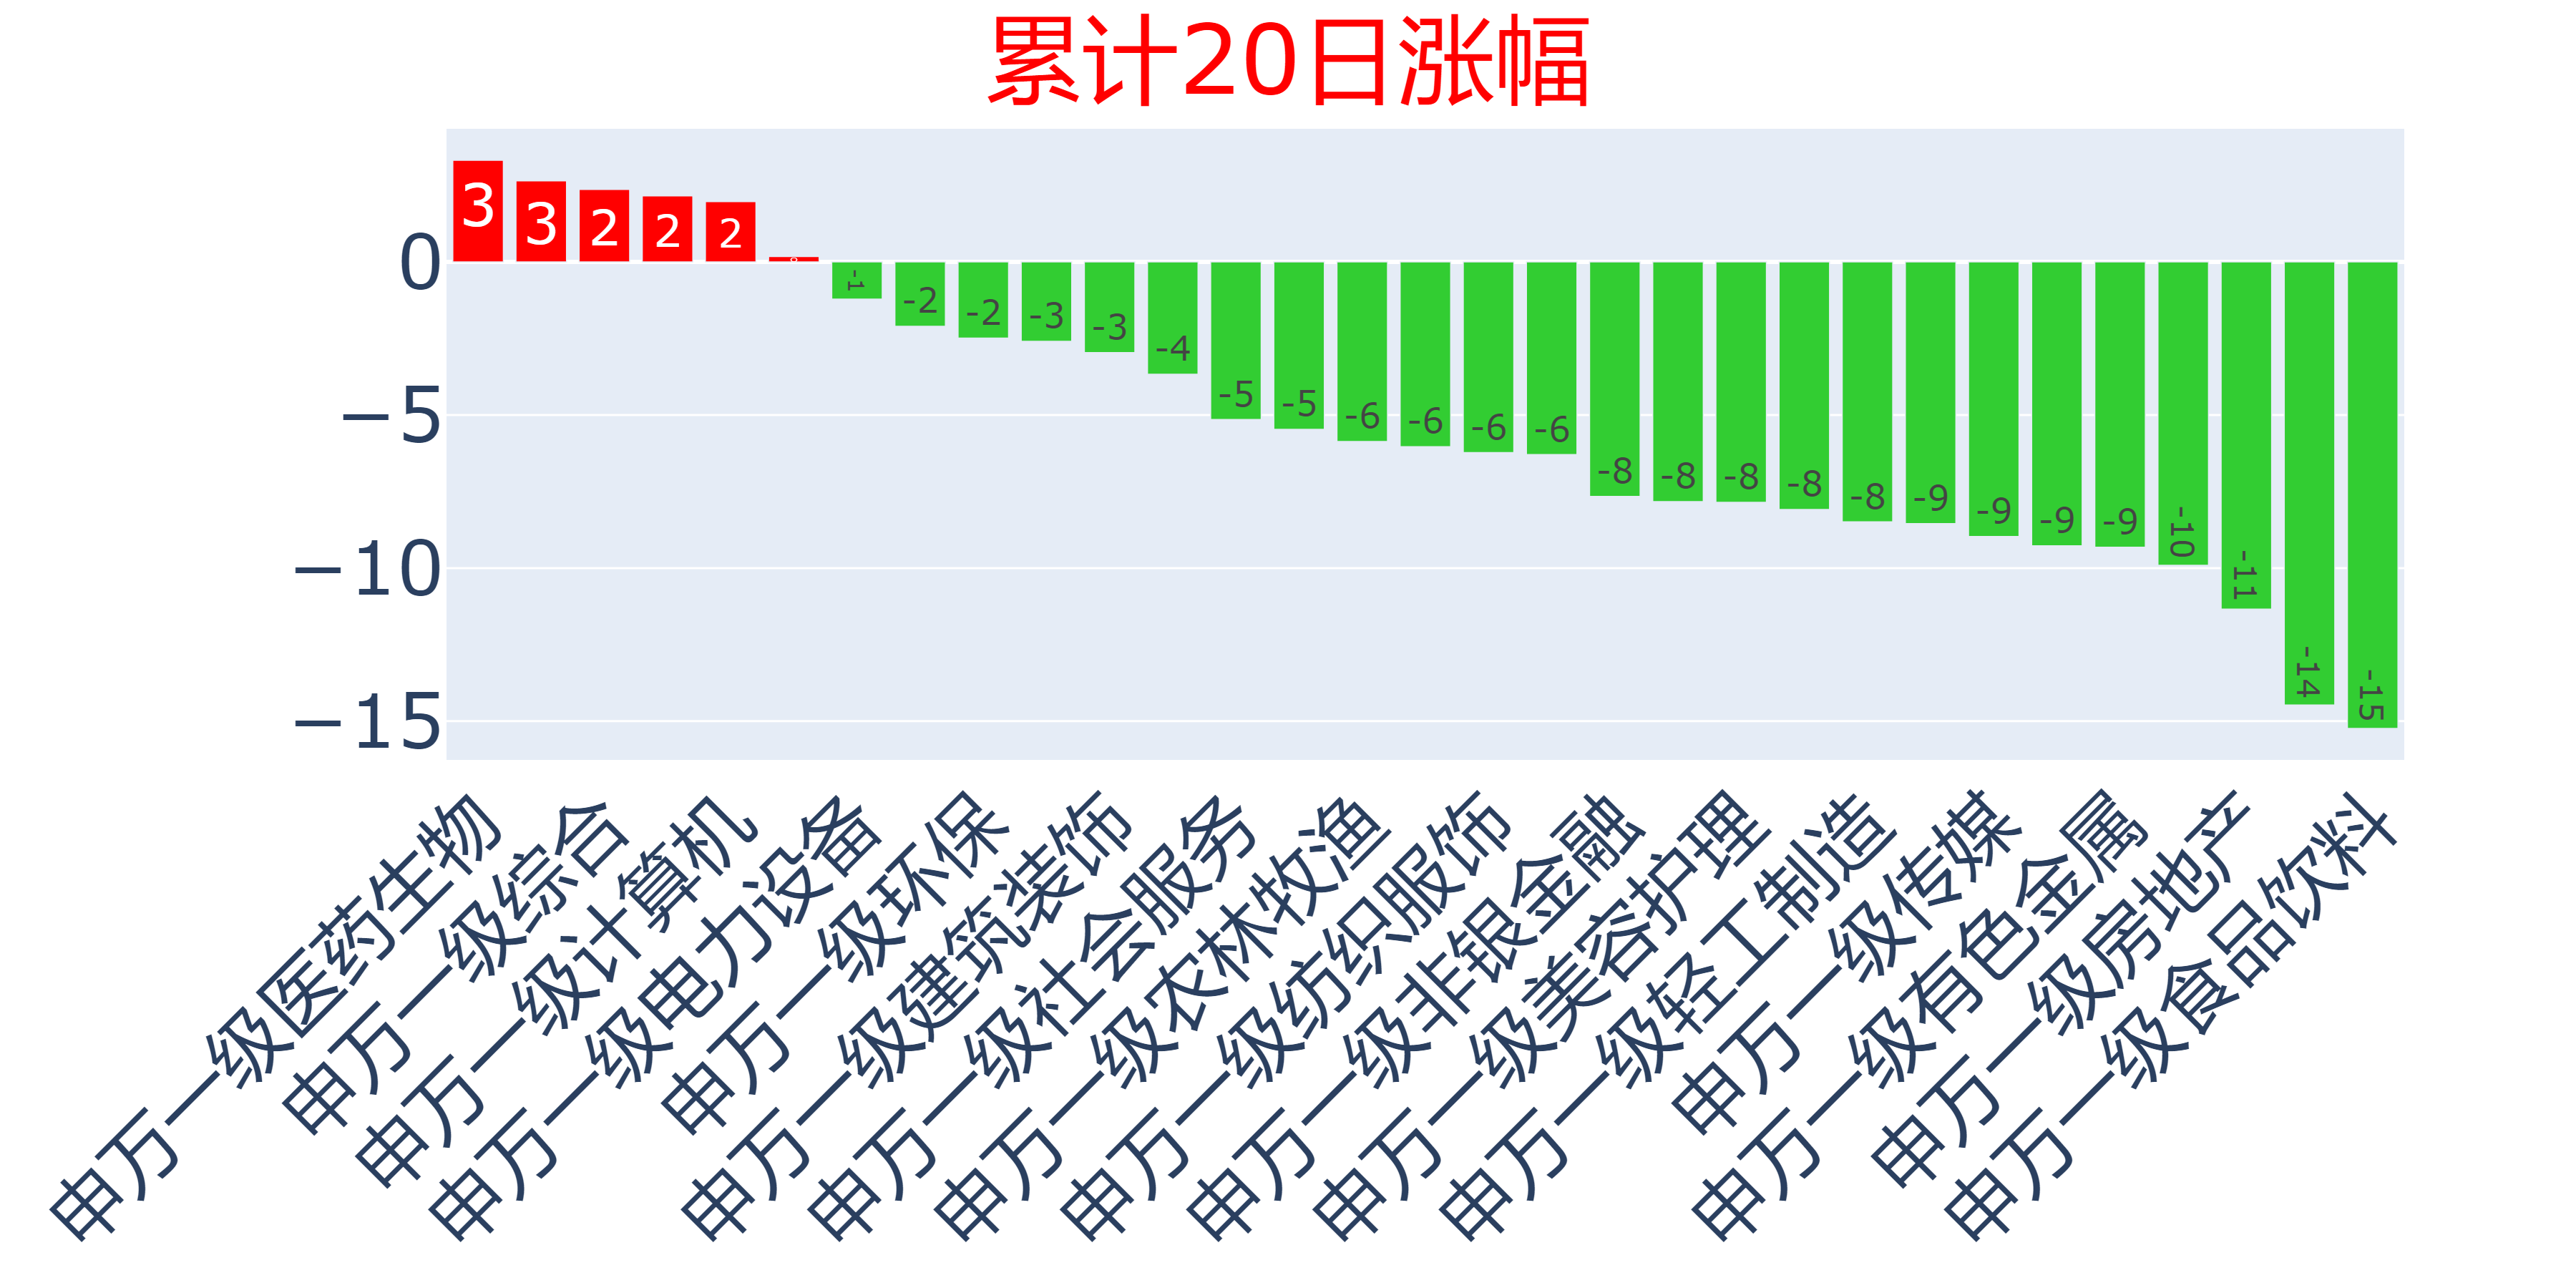 累计20日涨幅
3
3
2
2
2
0
-1
-2
-2
-3
-3
-4
-5
-5
-6
-6
-6
-6
-8
-8
-8
-8
-8
-9
-9
-9
-9
-10
-11
-14
-15
0
−5
−10
−15
申万一级医药生物
申万一级综合
申万一级计算机
申万一级电力设备
申万一级环保
申万一级建筑装饰
申万一级社会服务
申万一级农林牧渔
申万一级纺织服饰
申万一级非银金融
申万一级美容护理
申万一级轻工制造
申万一级传媒
申万一级有色金属
申万一级房地产
申万一级食品饮料